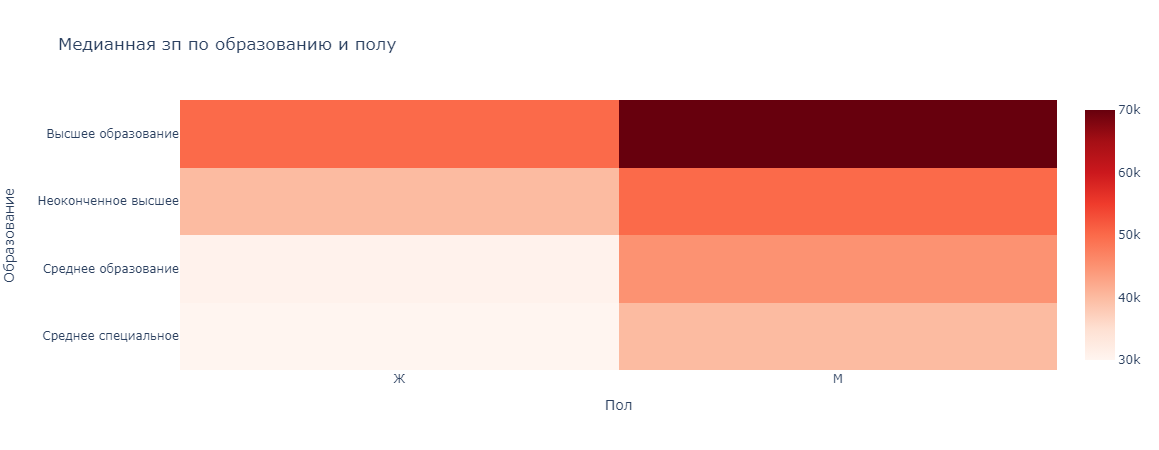 Медианная зп по образованию и полу
Высшее образование
Неоконченное высшее
Среднее образование
Среднее специальное
Образование
Ж
М
Пол
70k
60k
50k
40k
30k